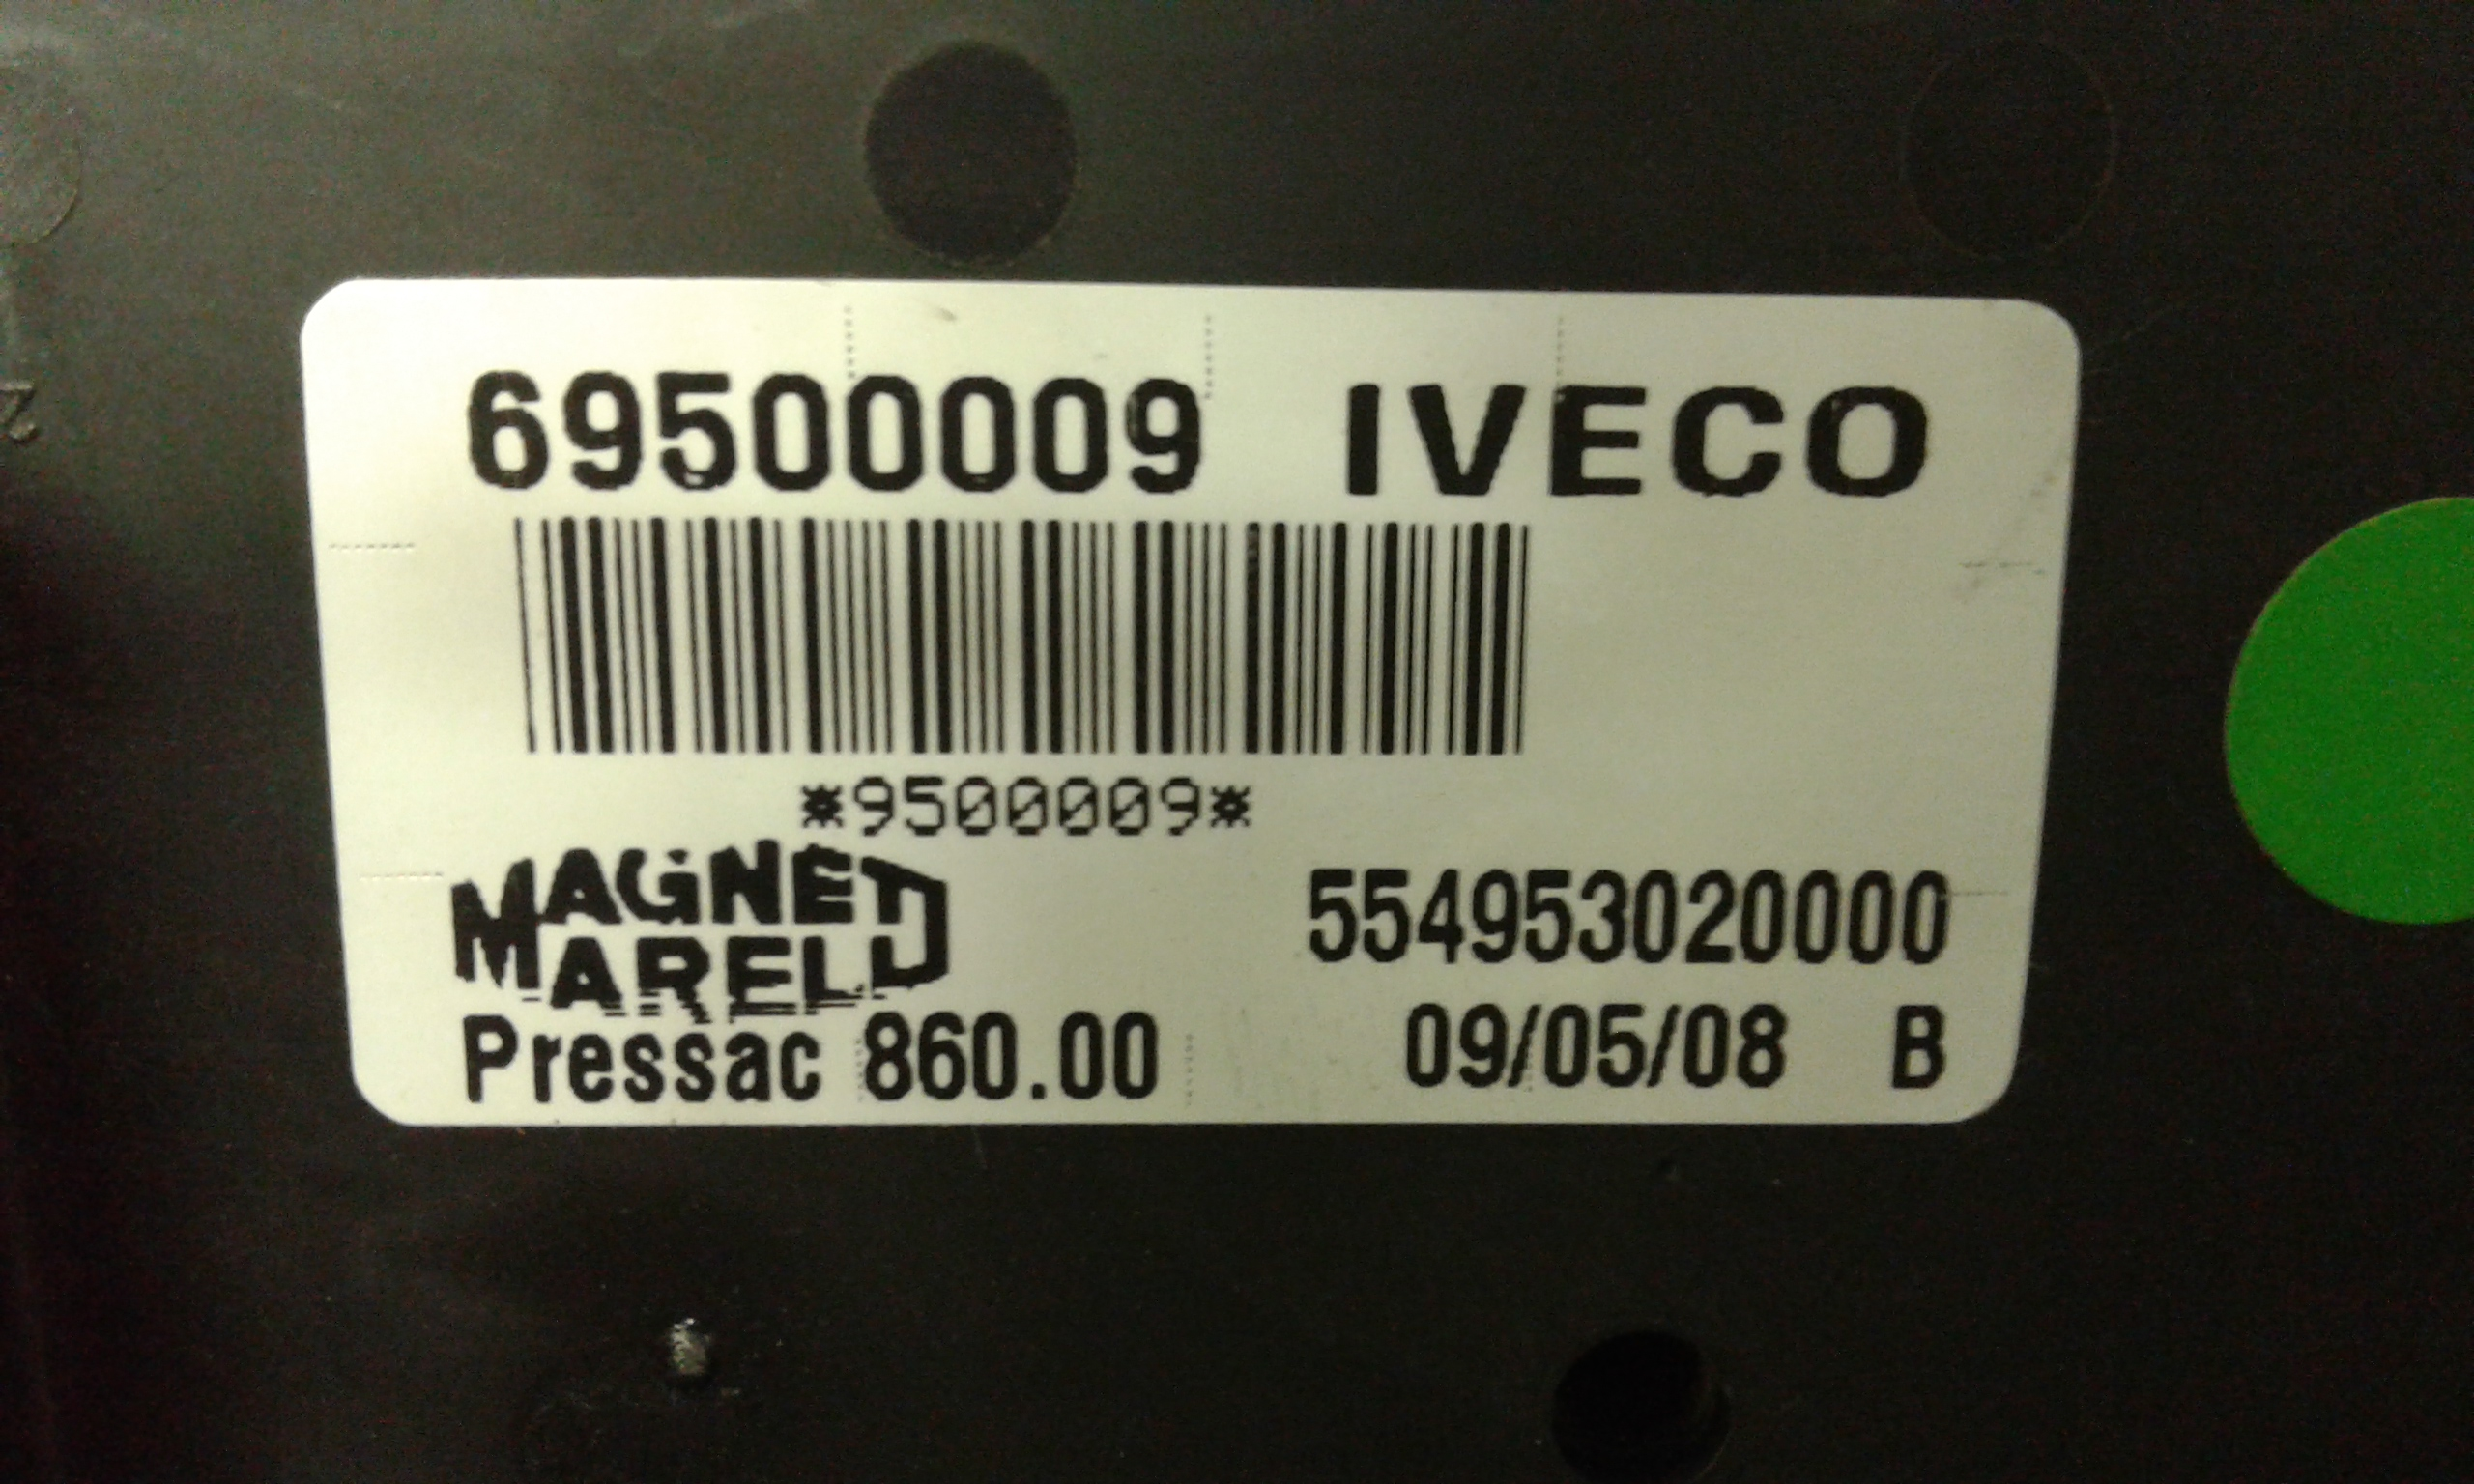 69500009 IVECO
*9500009*
MAGNETI
MARELLI
554953020000
Pressac 860.00
09/05/08 B